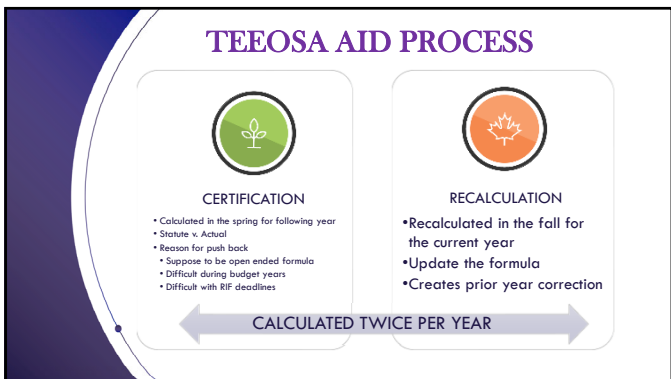 TEEOSA AID PROCESS
CERTIFICATION
• Calculated in the spring for following year
• Statute v. Actual
• Reason for push back
• Suppose to be open ended formula
• Difficult during budget years
• Difficult with RIF deadlines
RECALCULATION
•Recalculated in the fall for
the current year
•Update the formula
•Creates prior year correction
CALCULATED TWICE PER YEAR